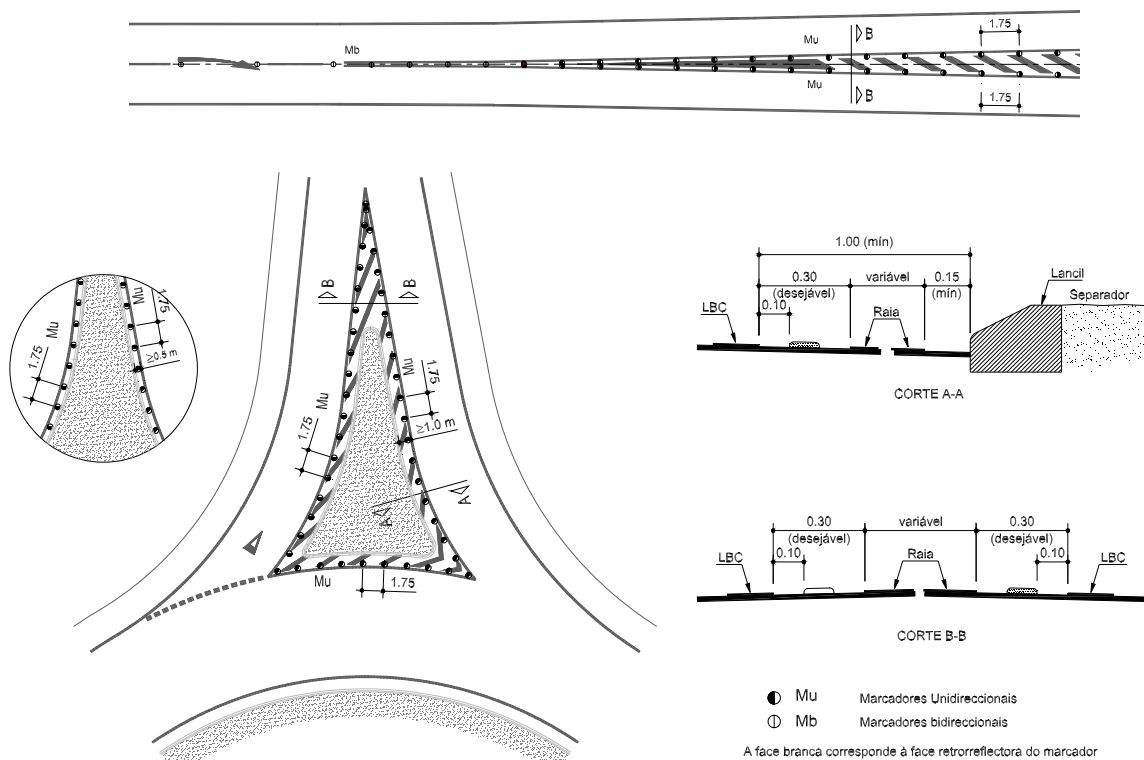 B
1.75
Mu
Mb
Mu
B
1.75
B
B
Mu
1.75
≥0.5 m
1.75
Mu
Mu
1.75
≥1.0 m
1.75
Mu
A
A
Mu
1.75
1.00 (mín)
0.30
(desejável)
variável
0.15
(mín)
0.10
LBC
Raia
Lancil
Separador
CORTE A-A
0.30
(desejável)
variável
0.30
(desejável)
0.10
0.10
LBC
Raia
LBC
CORTE B-B
Mu Marcadores Unidireccionais
Mb Marcadores bidireccionais
A face branca corresponde à face retrorreflectora do marcador